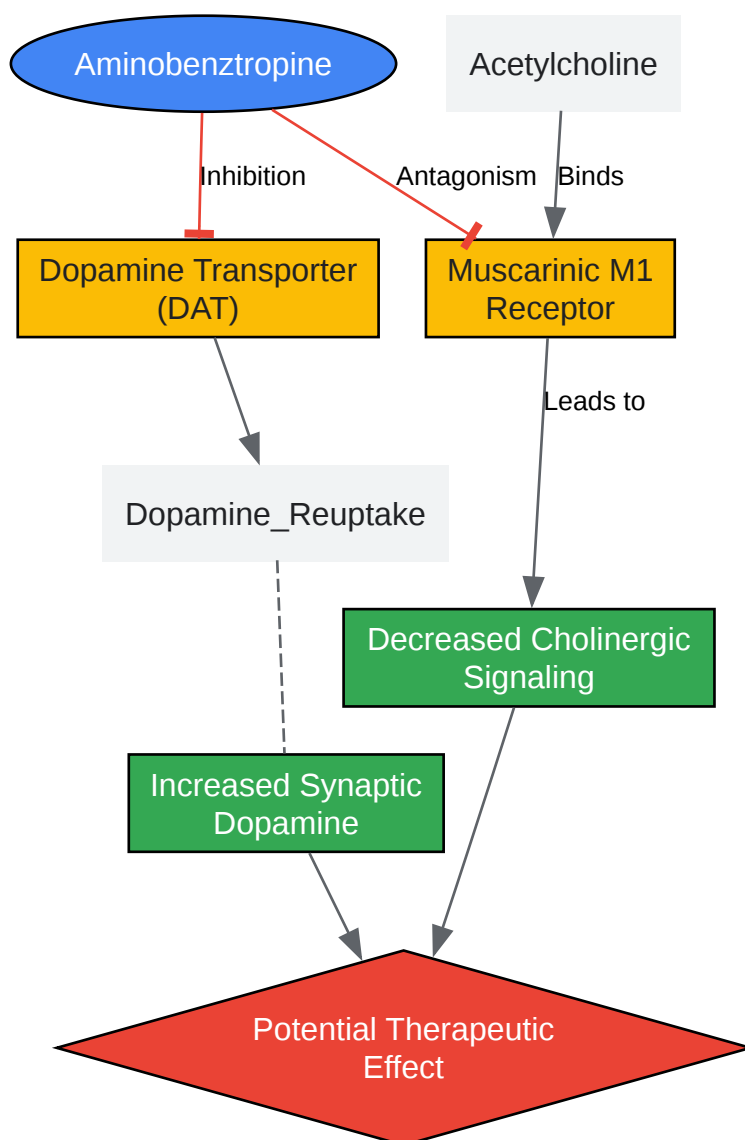 Aminobenztropine
Acetylcholine
Inhibition
Antagonism
Binds
Dopamine Transporter
(DAT)
Muscarinic M1
Receptor
Leads to
Dopamine_Reuptake
Decreased Cholinergic
Signaling
Increased Synaptic
Dopamine
Potential Therapeutic
Effect